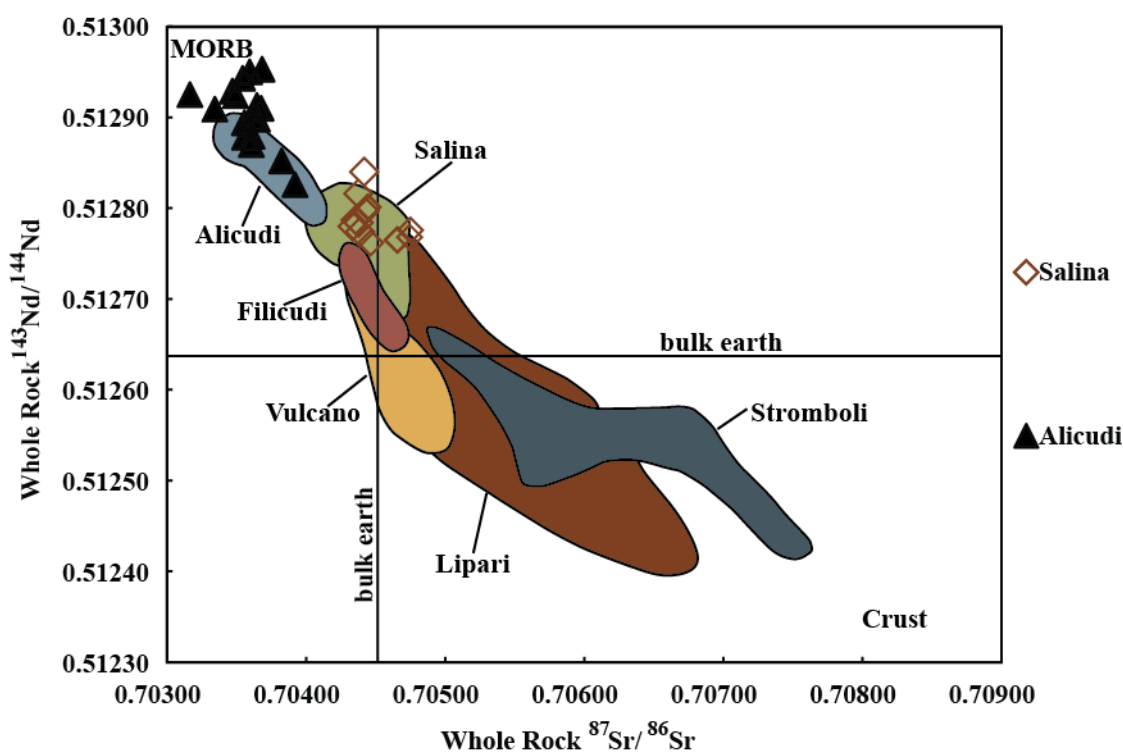 0.51300
MORB
0.51290
Salina
0.51280
Alicudi
Salina
Filicudi
0.51270
bulk earth
0.51260
Vulcano
Stromboli
Alicudi
0.51250
bulk earth
Lipari
0.51240
Crust
0.51230
Whole Rock ¹⁴³Nd/¹⁴⁴Nd
0.70300 0.70400 0.70500 0.70600 0.70700 0.70800 0.70900
Whole Rock ⁸⁷Sr/ ⁸⁶Sr